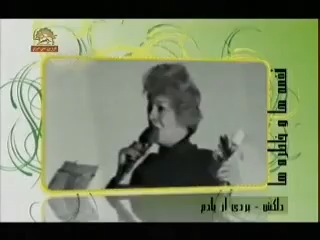 نغمه ها و خاطره ها
دلکش - بردی از یادم